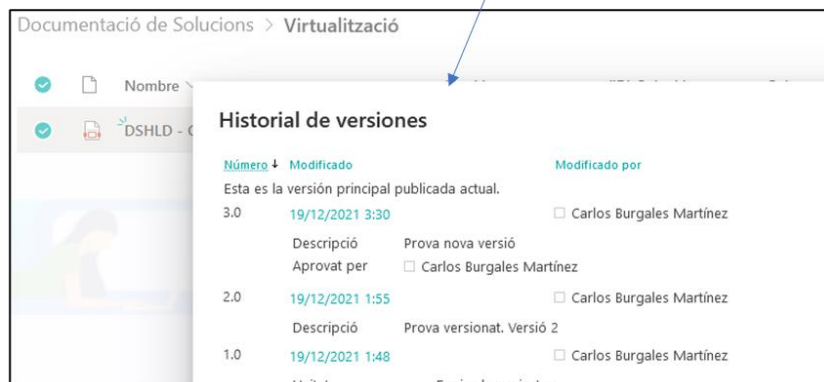 Documentació de Solucions > Virtualització
Nombre
DSHLD -
Historial de versiones
Número Modificado Modificado por
Esta es la versión principal publicada actual.
3.0 19/12/2021 3:30 Carlos Burgales Martínez
Descripció Prova nova versió
Aprovat per Carlos Burgales Martínez
2.0 19/12/2021 1:55 Carlos Burgales Martínez
Descripció Prova versionat. Versió 2
1.0 19/12/2021 1:48 Carlos Burgales Martínez